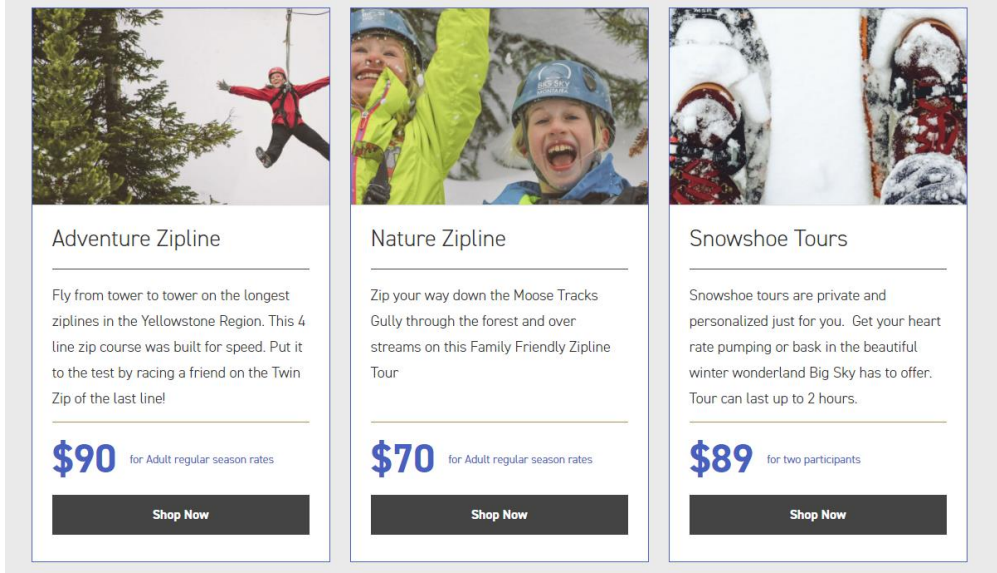 BIG SKY
MONTANA
Adventure Zipline
Fly from tower to tower on the longest
ziplines in the Yellowstone Region. This 4
line zip course was built for speed. Put it
to the test by racing a friend on the Twin
Zip of the last line!
$90 for Adult regular season rates
Shop Now
Nature Zipline
Zip your way down the Moose Tracks
Gully through the forest and over
streams on this Family Friendly Zipline
Tour
$70 for Adult regular season rates
Shop Now
Snowshoe Tours
Snowshoe tours are private and
personalized just for you.  Get your heart
rate pumping or bask in the beautiful
winter wonderland Big Sky has to offer.
Tour can last up to 2 hours.
$89 for two participants
Shop Now